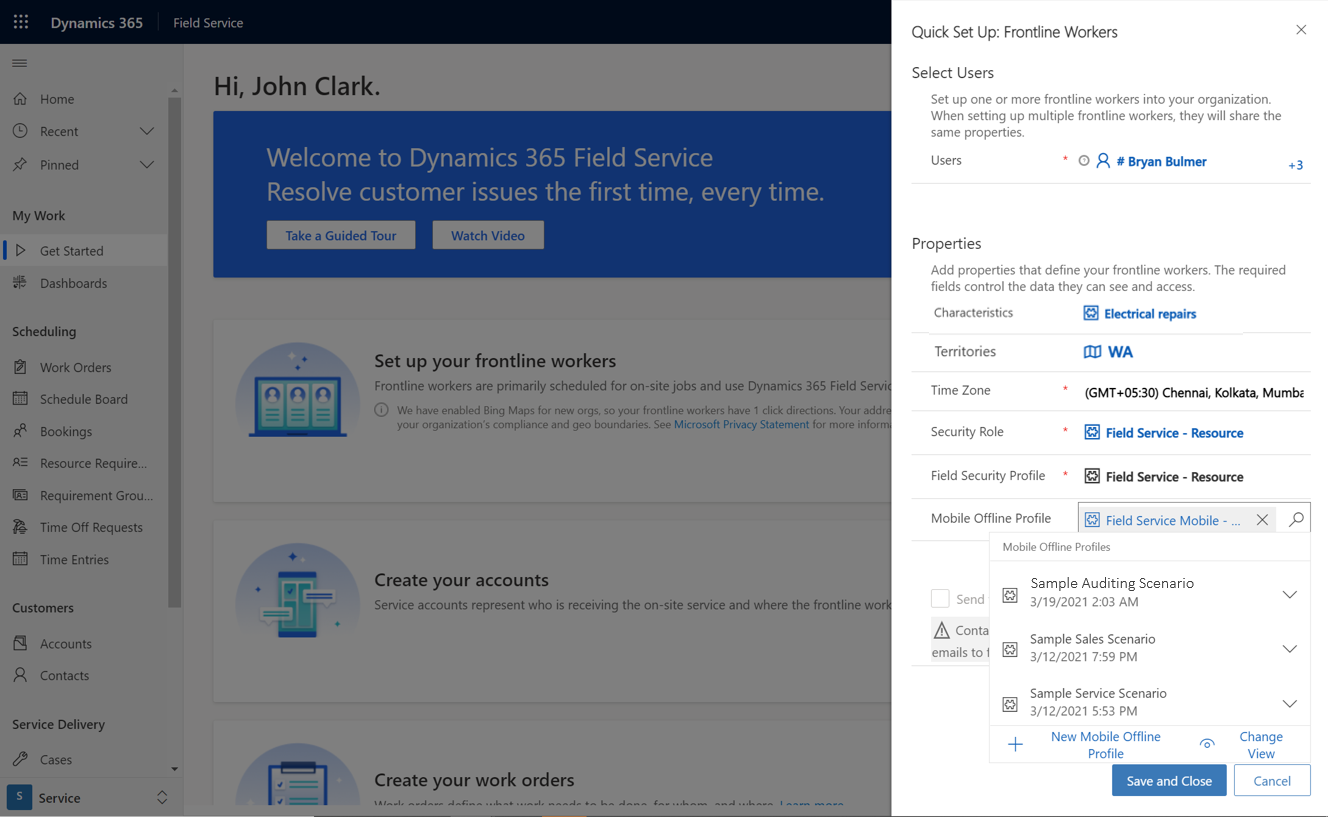 Dynamics 365
Field Service
Home
Recent
Pinned
My Work
Get Started
Dashboards
Scheduling
Work Orders
Schedule Board
Bookings
Resource Require...
Requirement Grou...
Time Off Requests
Time Entries
Customers
Accounts
Contacts
Service Delivery
Cases
S Service
Hi, John Clark.
Welcome to Dynamics 365 Field Service
Resolve customer issues the first time, every time.
Take a Guided Tour
Watch Video
Set up your frontline workers
Frontline workers are primarily scheduled for on-site jobs and use Dynamics 365 Field Servic
We have enabled Bing Maps for new orgs, so your frontline workers have 1 click directions. Your addre
your organization's compliance and geo boundaries. See Microsoft Privacy Statement for more informa
Create your accounts
Service accounts represent who is receiving the on-site service and where the frontline work
Create your work orders
Work orders define what work needs to be done, for whom, and where. Learn more
Quick Set Up: Frontline Workers
Select Users
Set up one or more frontline workers into your organization.
When setting up multiple frontline workers, they will share the
same properties.
Users * # Bryan Bulmer +3
Properties
Add properties that define your frontline workers. The required
fields control the data they can see and access.
Characteristics Electrical repairs
Territories WA
Time Zone * (GMT+05:30) Chennai, Kolkata, Mumba
Security Role * Field Service - Resource
Field Security Profile * Field Service - Resource
Mobile Offline Profile Field Service Mobile - ...
Mobile Offline Profiles
Sample Auditing Scenario
3/19/2021 2:03 AM
Send
Conta
emails to f
Sample Sales Scenario
3/12/2021 7:59 PM
Sample Service Scenario
3/12/2021 5:53 PM
New Mobile Offline
Profile
Change
View
Save and Close
Cancel